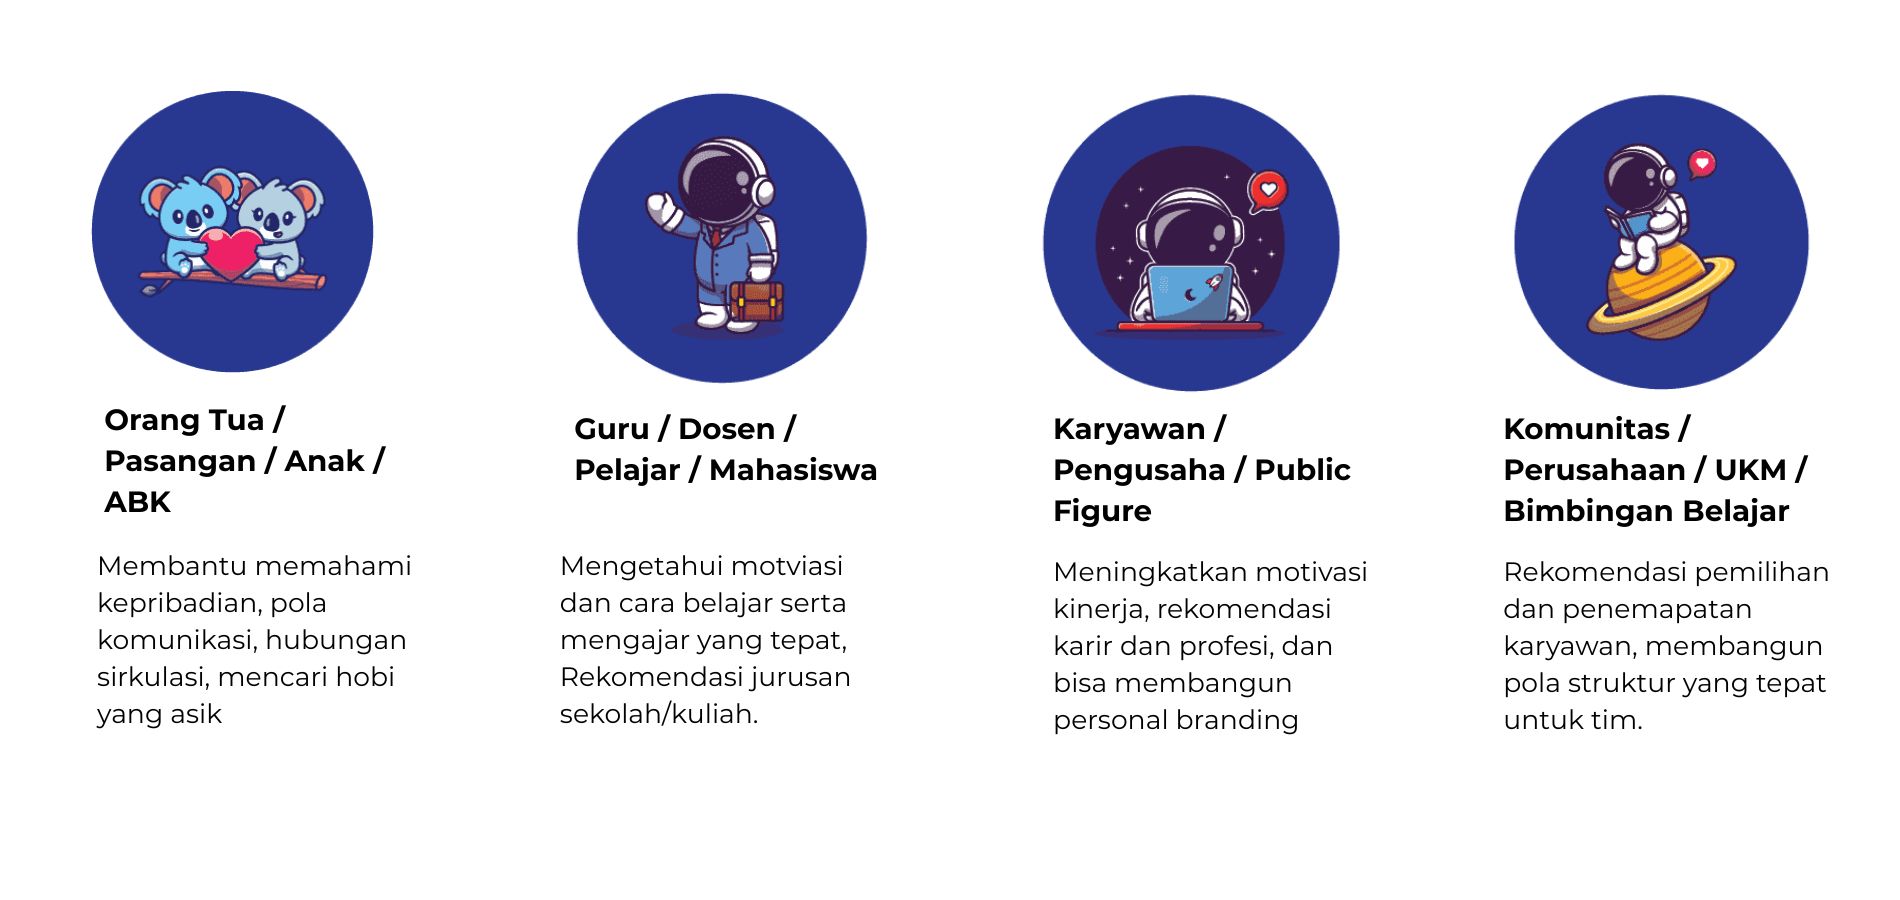 Orang Tua /
Pasangan / Anak /
ABK
Membantu memahami
kepribadian, pola
komunikasi, hubungan
sirkulasi, mencari hobi
yang asik
Guru / Dosen /
Pelajar / Mahasiswa
Mengetahui motviasi
dan cara belajar serta
mengajar yang tepat,
Rekomendasi jurusan
sekolah/kuliah.
Karyawan /
Pengusaha / Public
Figure
Meningkatkan motivasi
kinerja, rekomendasi
karir dan profesi, dan
bisa membangun
personal branding
Komunitas /
Perusahaan / UKM /
Bimbingan Belajar
Rekomendasi pemilihan
dan penemapatan
karyawan, membangun
pola struktur yang tepat
untuk tim.